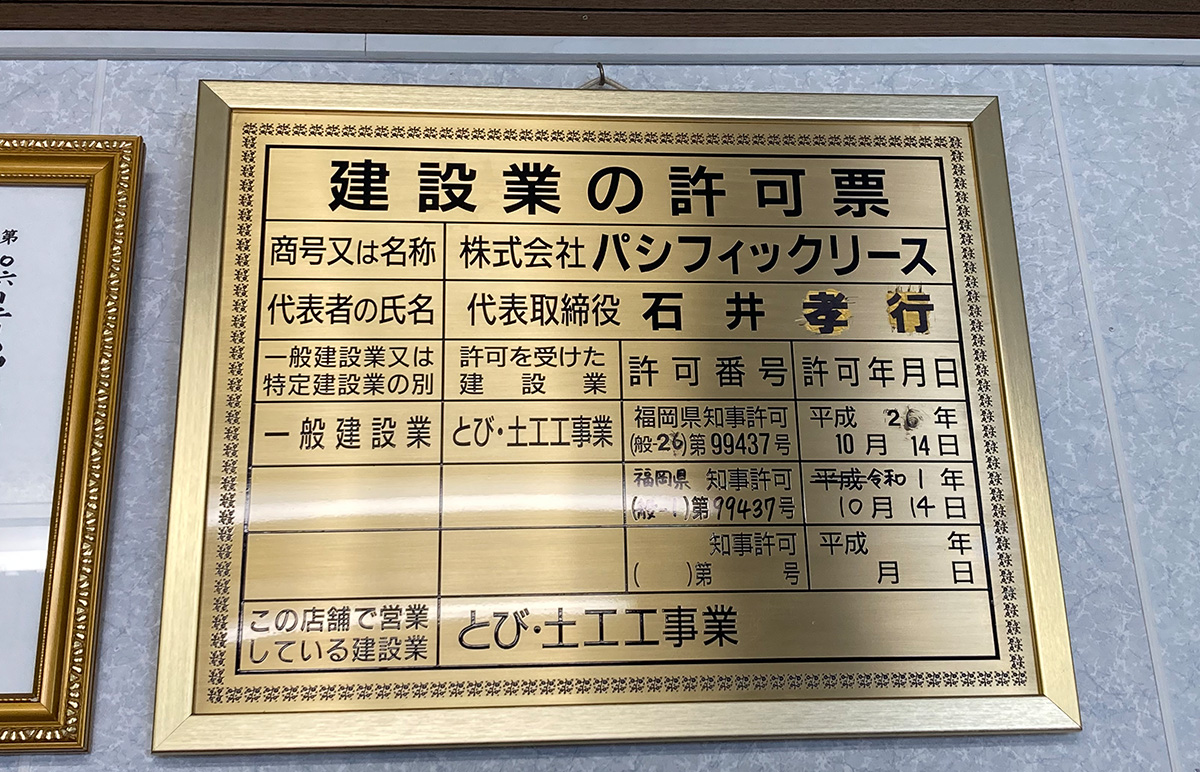 建設業の許可票
商号又は名称 株式会社 パシフィックリース
代表者の氏名 代表取締役 石井 孝行
一般建設業又は 許可を受けた 許可番号 許可年月日
特定建設業の別 建設業
一般建設業 とび・土工工事業 福岡県知事許可 平成 26 年
(般-26)第99437号 10月14日
福岡県 知事許可 平成 令和 1 年
(般-1)第99437号 10月14日
知事許可 平成 年
( )第 号 月 日
この店舗で営業 とび・土工工事業
している建設業
第
〇
六